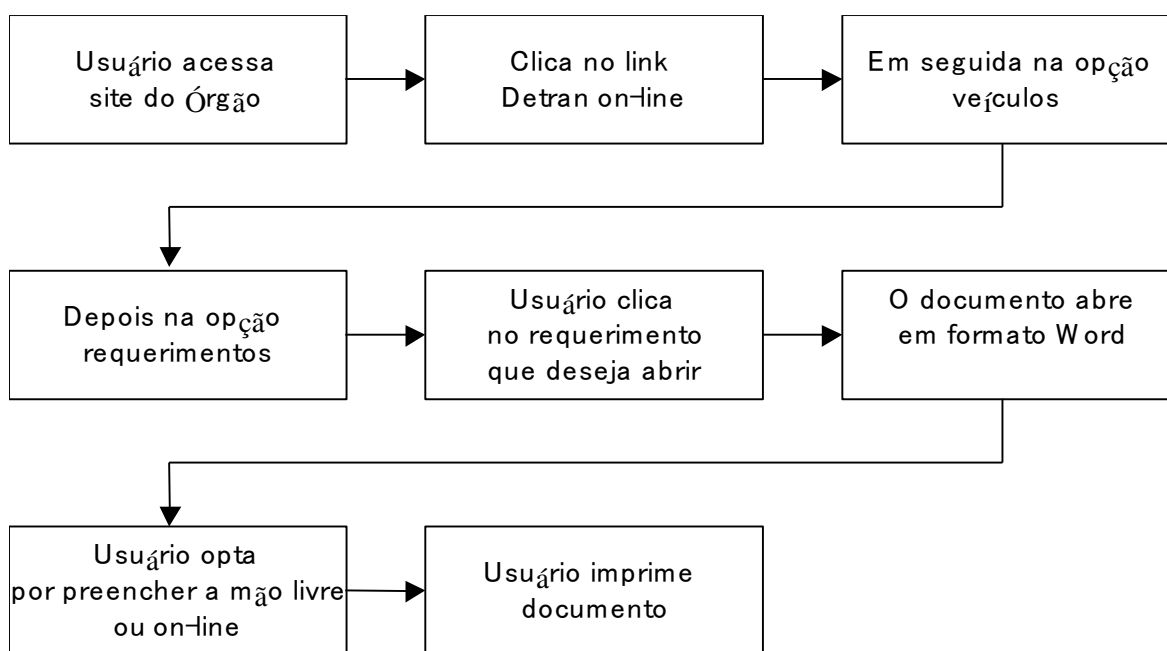 Usuário acessa
site do Órgão
Clica no link
Detran on-line
Em seguida na opção
veículos
Depois na opção
requerimentos
Usuário clica
no requerimento
que deseja abrir
O documento abre
em formato Word
Usuário opta
por preencher a mão livre
ou on-line
Usuário imprime
documento